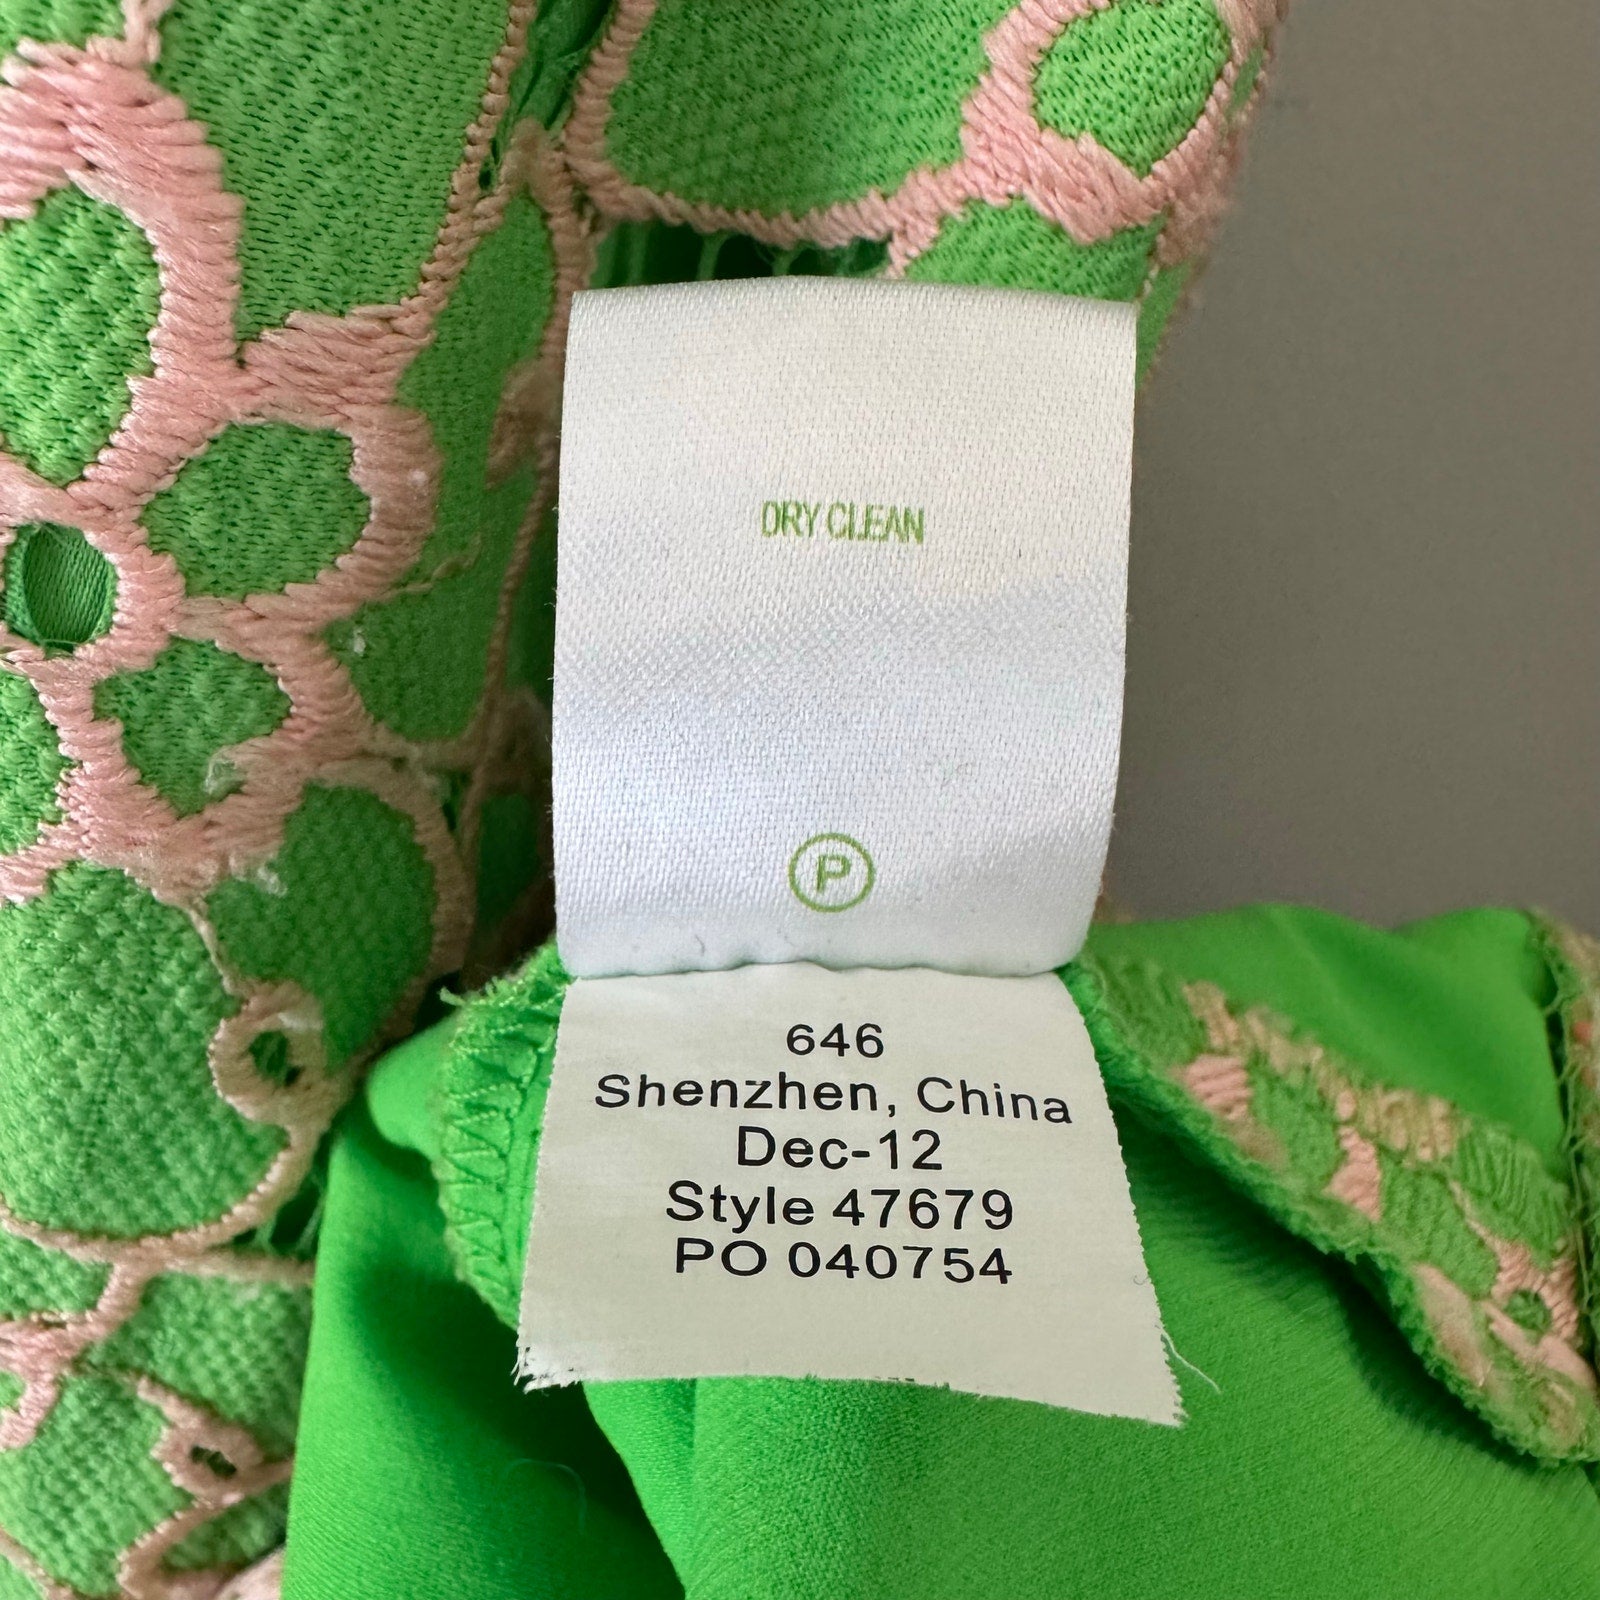 DRY CLEAN
P
646
Shenzhen, China
Dec-12
Style 47679
PO 040754